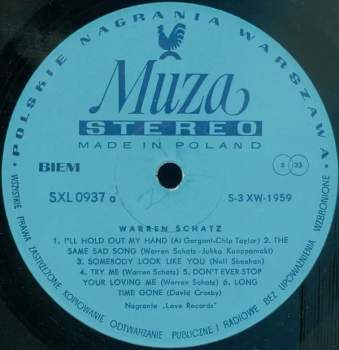 POLSKIE NAGRANIA WARSZAWA
Muza
STEREO
MADE IN POLAND
BIEM
S 33
SXL 0937 a
S-3 XW-1959
WARREN SCHATZ
1. I'LL HOLD OUT MY HAND (Al Gorgoni-Chip Taylor) 2. THE
SAME SAD SONG (Warren Schatz - Jukka Kuoppamaki)
3. SOMEBODY LOOK LIKE YOU (Neil Sheehan)
4. TRY ME (Warren Schatz) 5. DON'T EVER STOP
YOUR LOVING ME (Warren Schatz) 6. LONG
TIME GONE (David Crosby)
Nagranie „Love Records"
WSZYSTKIE PRAWA ZASTRZEŻONE KOPIOWANIE ODTWARZANIE PUBLICZNE I RADIOWE BEZ UPOWAŻNIENIA WZBRONIONE